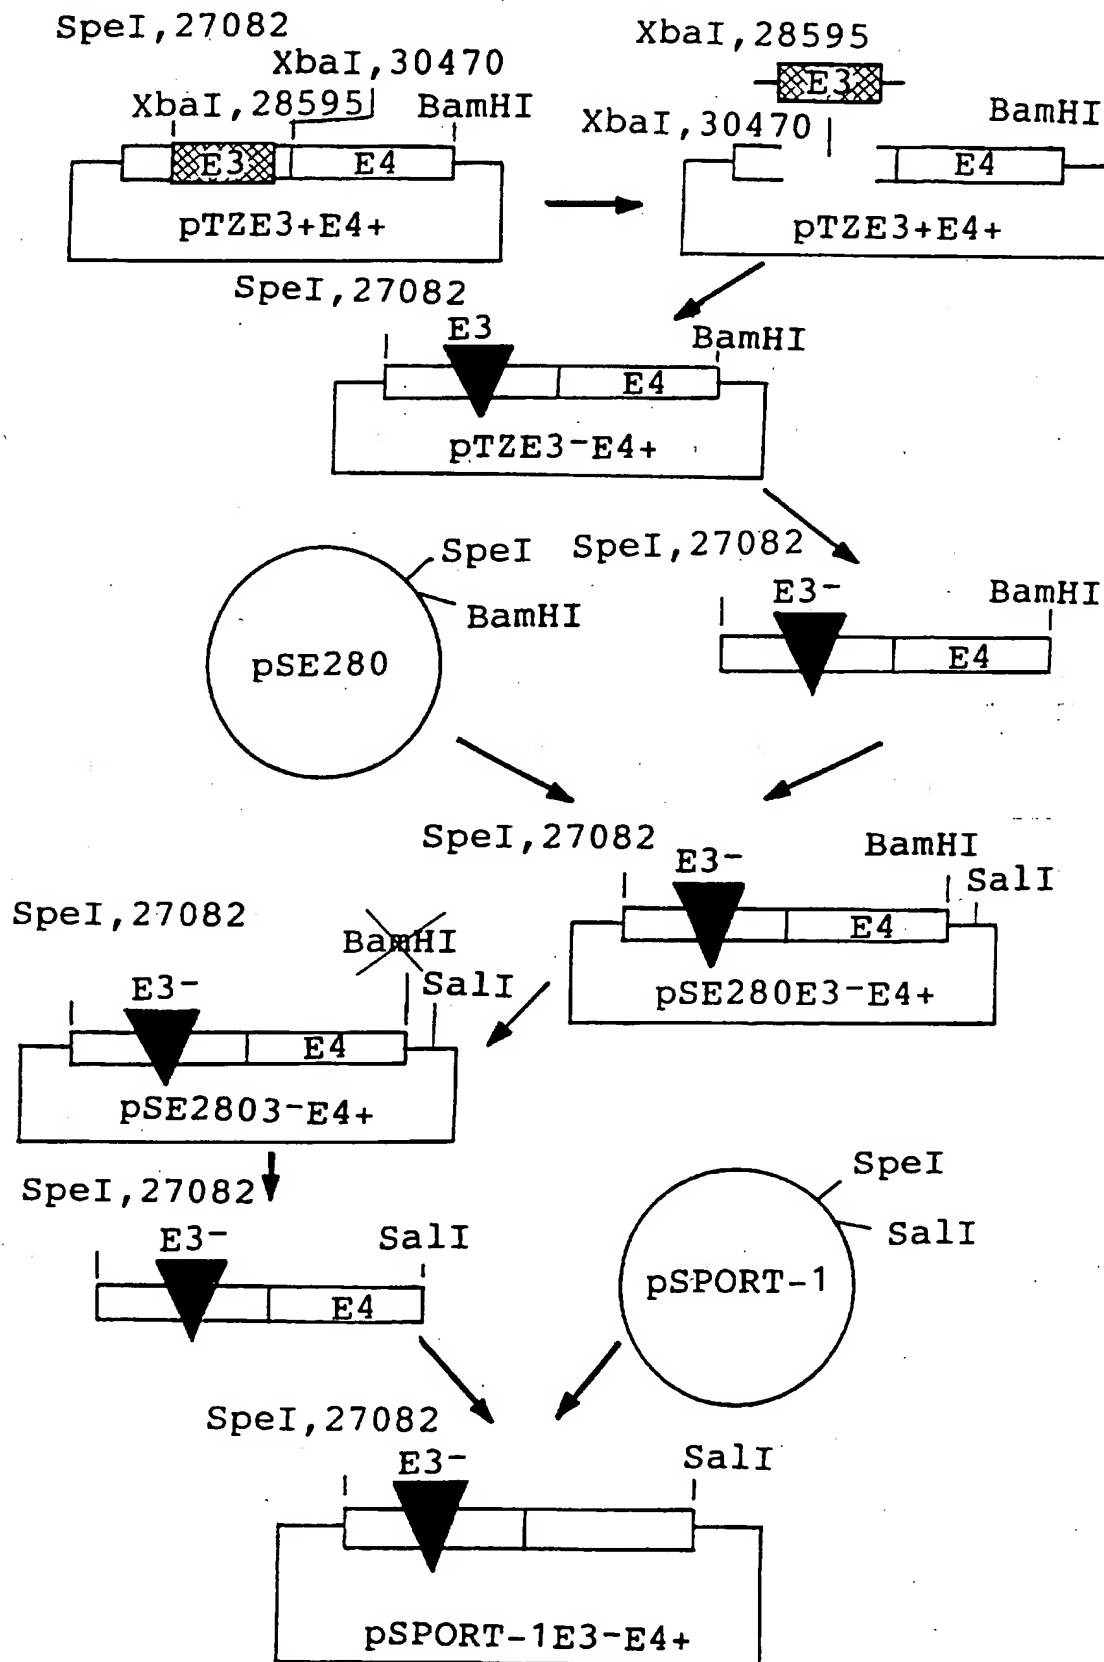 SpeI,27082
XbaI,30470
XbaI,28595
BamHI
E3
E4
pTZE3+E4+
XbaI,28595
E3
XbaI,30470
BamHI
E4
pTZE3+E4+
SpeI,27082
E3
BamHI
E4
pTZE3-E4+
SpeI
BamHI
pSE280
SpeI,27082
E3-
BamHI
E4
SpeI,27082
E3-
BamHI
SalI
E4
pSE280E3-E4+
SpeI,27082
BamHI
E3-
SalI
E4
pSE2803-E4+
SpeI,27082
E3-
SalI
E4
SpeI
SalI
pSPORT-1
SpeI,27082
E3-
SalI
pSPORT-1E3-E4+